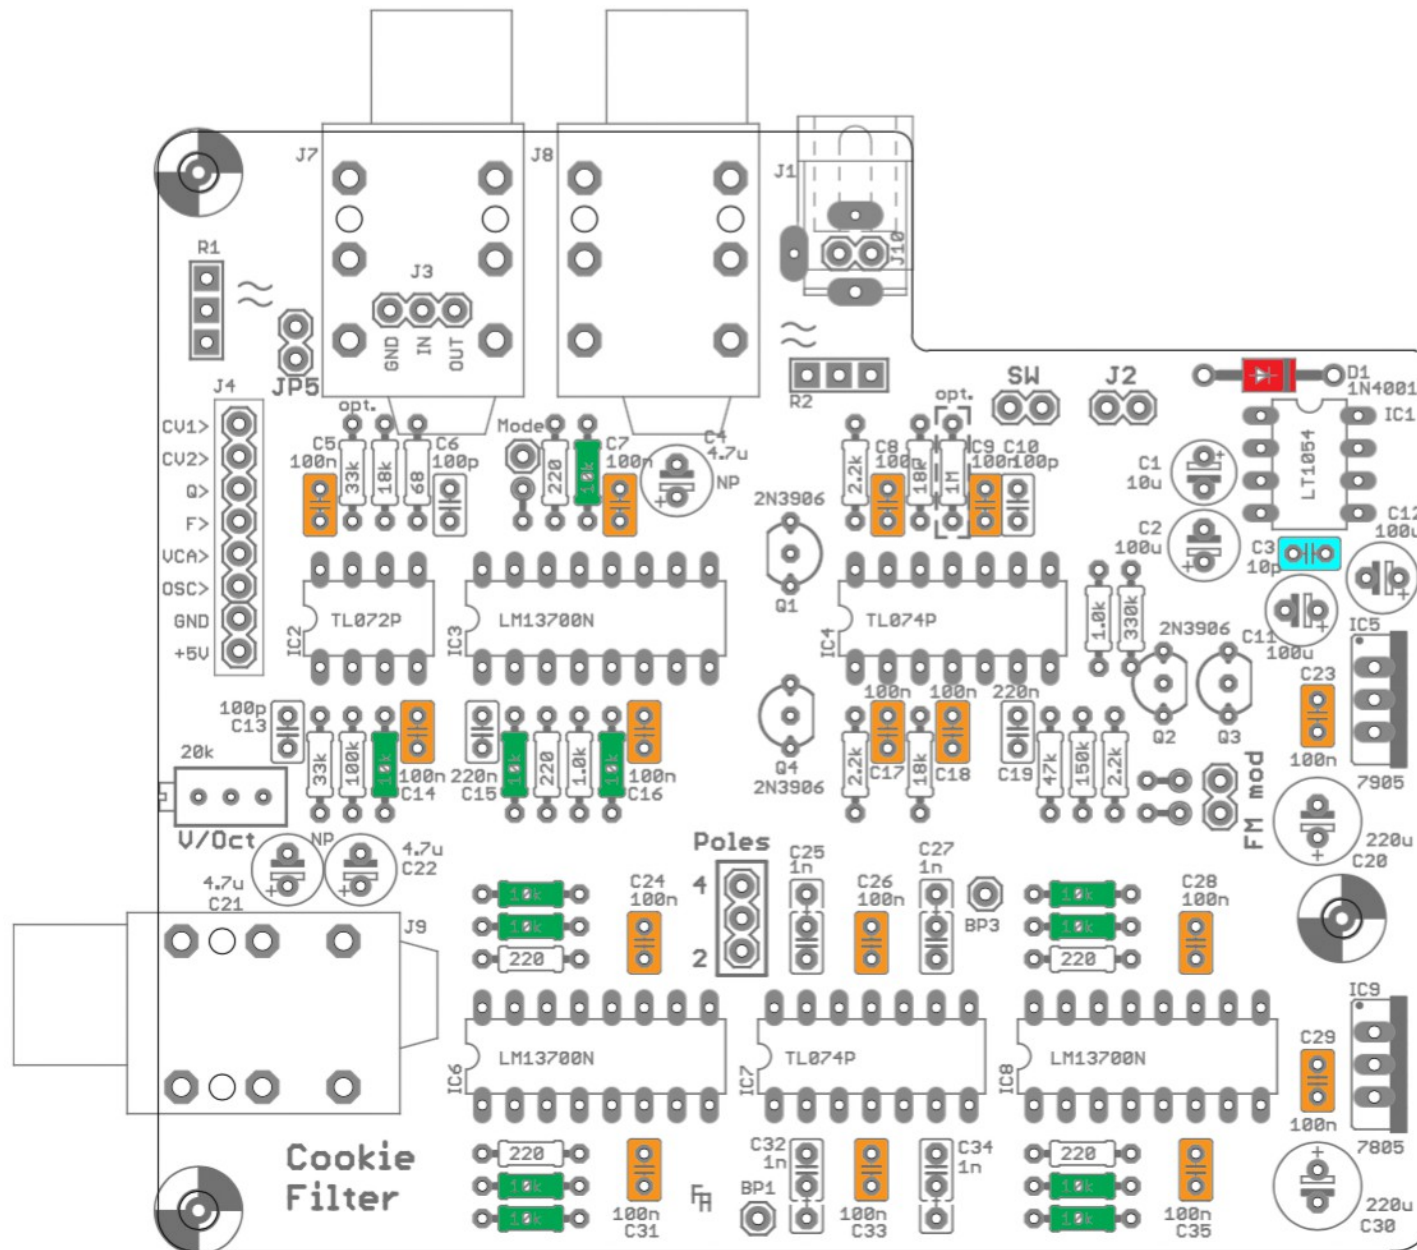 J7
J8
J1
J10
R1
J3
GND
IN
OUT
J4
JP5
R2
SW
J2
D1
1N4001
IC1
LT1054
CV1>
CV2>
Q>
F>
VCA>
OSC>
GND
+5V
opt.
C5
100n
33k
18k
68
C6
100p
Mode
220
10k
C7
100n
C4
4.7u
NP
2N3906
Q1
2.2k
C8
100n
18k
opt.
1M
C9
100n
C10
100p
C1
10u
C2
100u
C3
10p
C12
100u
C11
100u
IC2
TL072P
IC3
LM13700N
IC4
TL074P
1.0k
330k
2N3906
Q2
Q3
IC5
7905
C23
100n
100p
C13
33k
100k
10k
100n
C14
220n
C15
10k
220
1.0k
10k
100n
C16
Q4
2N3906
100n
100n
220n
2.2k
C17
18k
C18
C19
47k
150k
2.2k
FM mod
20k
V/Oct
NP
4.7u
C21
4.7u
C22
220u
C20
Poles
4
2
J9
10k
10k
220
C24
100n
C25
1n
C26
100n
C27
1n
BP3
10k
10k
220
C28
100n
IC6
LM13700N
IC7
TL074P
IC8
LM13700N
IC9
7805
C29
100n
Cookie
Filter
220
10k
10k
100n
C31
FA
BP1
C32
1n
100n
C33
C34
1n
220
10k
10k
100n
C35
220u
C30